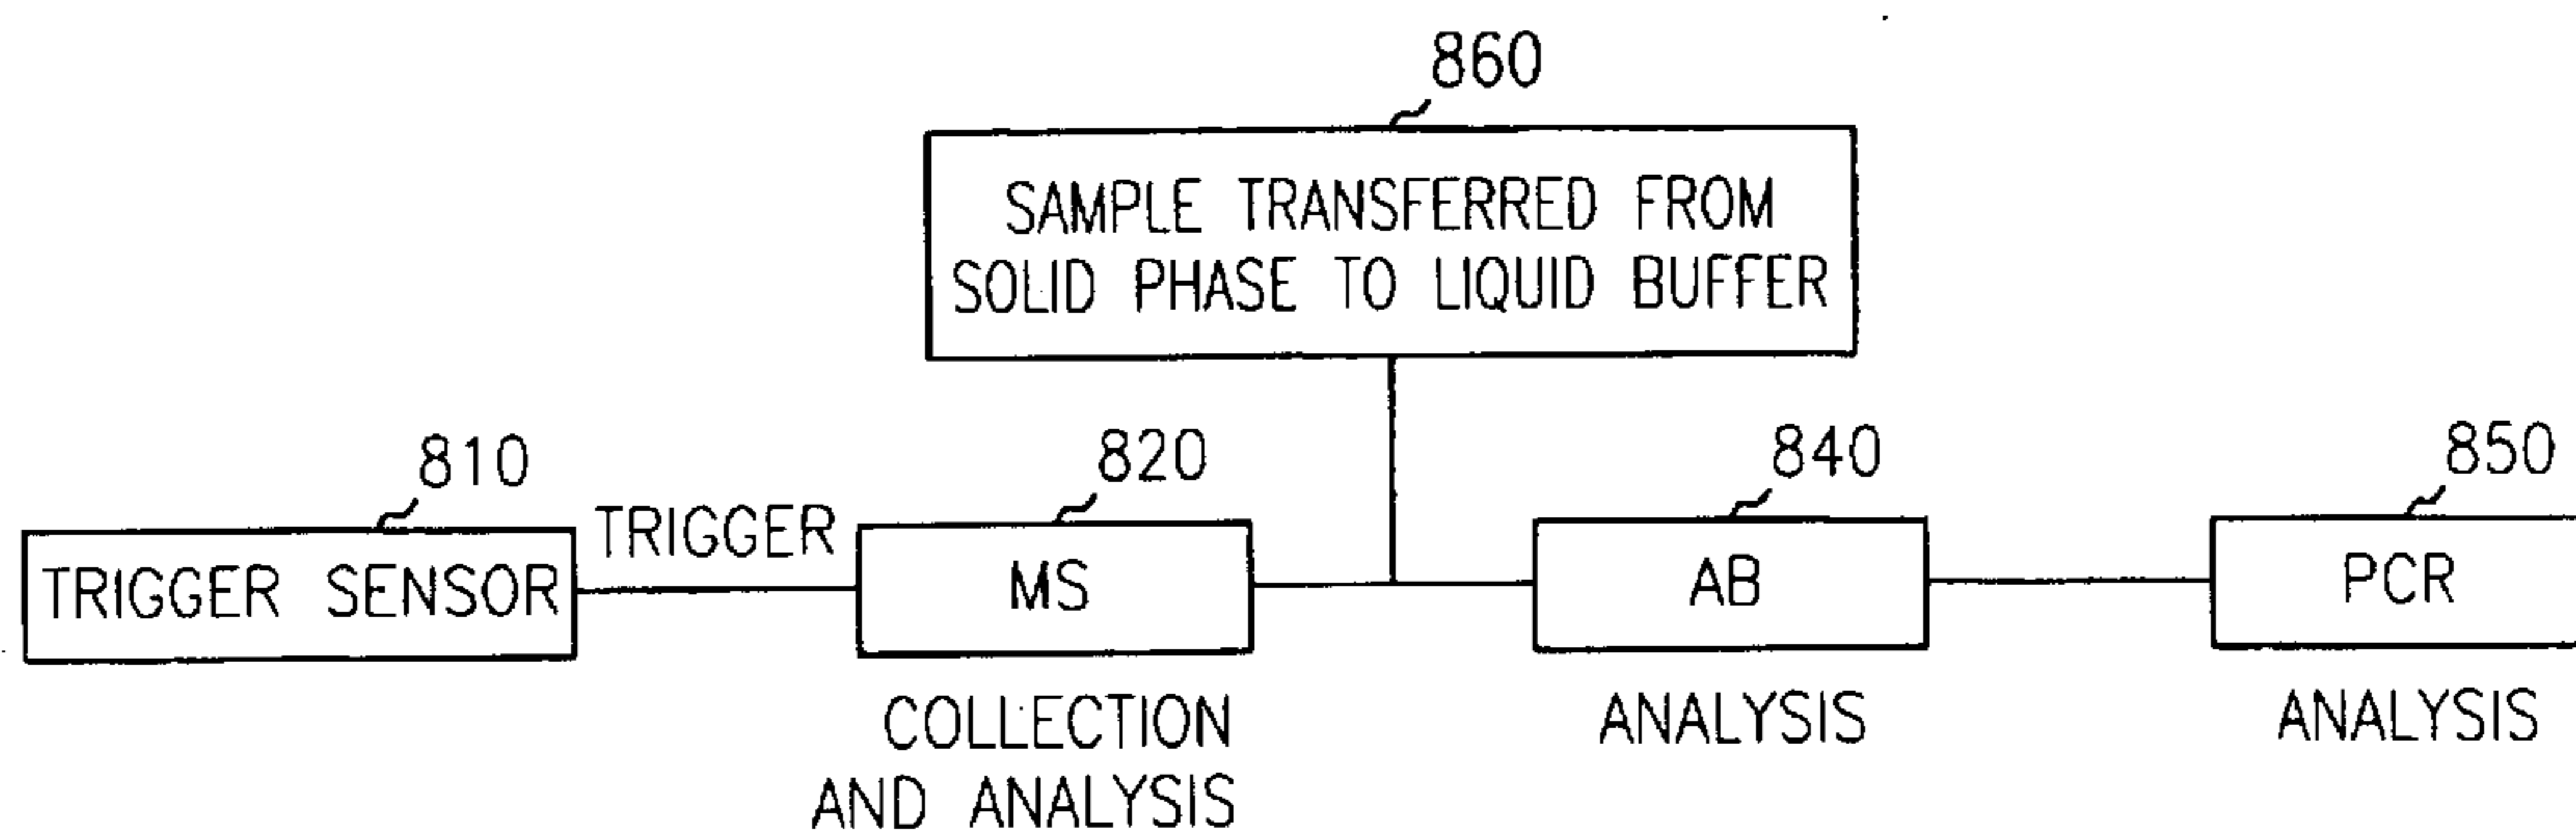 860
SAMPLE TRANSFERRED FROM
SOLID PHASE TO LIQUID BUFFER
810
TRIGGER
820
840
850
TRIGGER SENSOR
MS
AB
PCR
COLLECTION
AND ANALYSIS
ANALYSIS
ANALYSIS